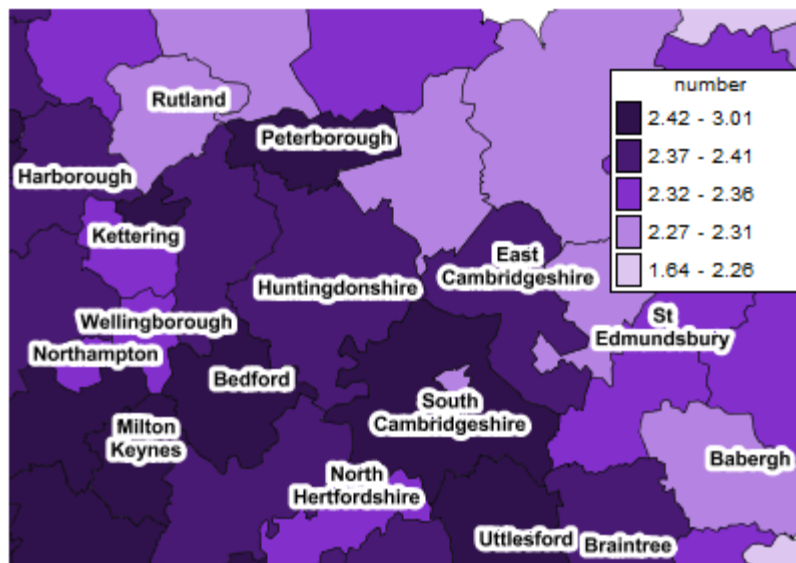 number
2.42 - 3.01
2.37 - 2.41
2.32 - 2.36
2.27 - 2.31
1.64 - 2.26
Rutland
Peterborough
Harborough
Kettering
East
Cambridgeshire
Huntingdonshire
Wellingborough
St
Edmundsbury
Northampton
Bedford
South
Cambridgeshire
Milton
Keynes
Babergh
North
Hertfordshire
Uttlesford
Braintree